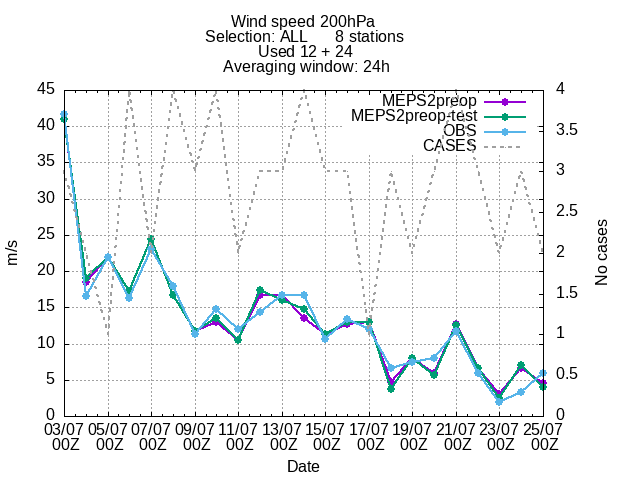 Wind speed 200hPa
Selection: ALL 8 stations
Used 12 + 24
Averaging window: 24h
MEPS2preop
MEPS2preop-test
OBS
CASES
45
40
35
30
25
20
15
10
5
0
m/s
4
3.5
3
2.5
2
1.5
1
0.5
0
No cases
03/07 05/07 07/07 09/07 11/07 13/07 15/07 17/07 19/07 21/07 23/07 25/07
00Z 00Z 00Z 00Z 00Z 00Z 00Z 00Z 00Z 00Z 00Z 00Z
Date